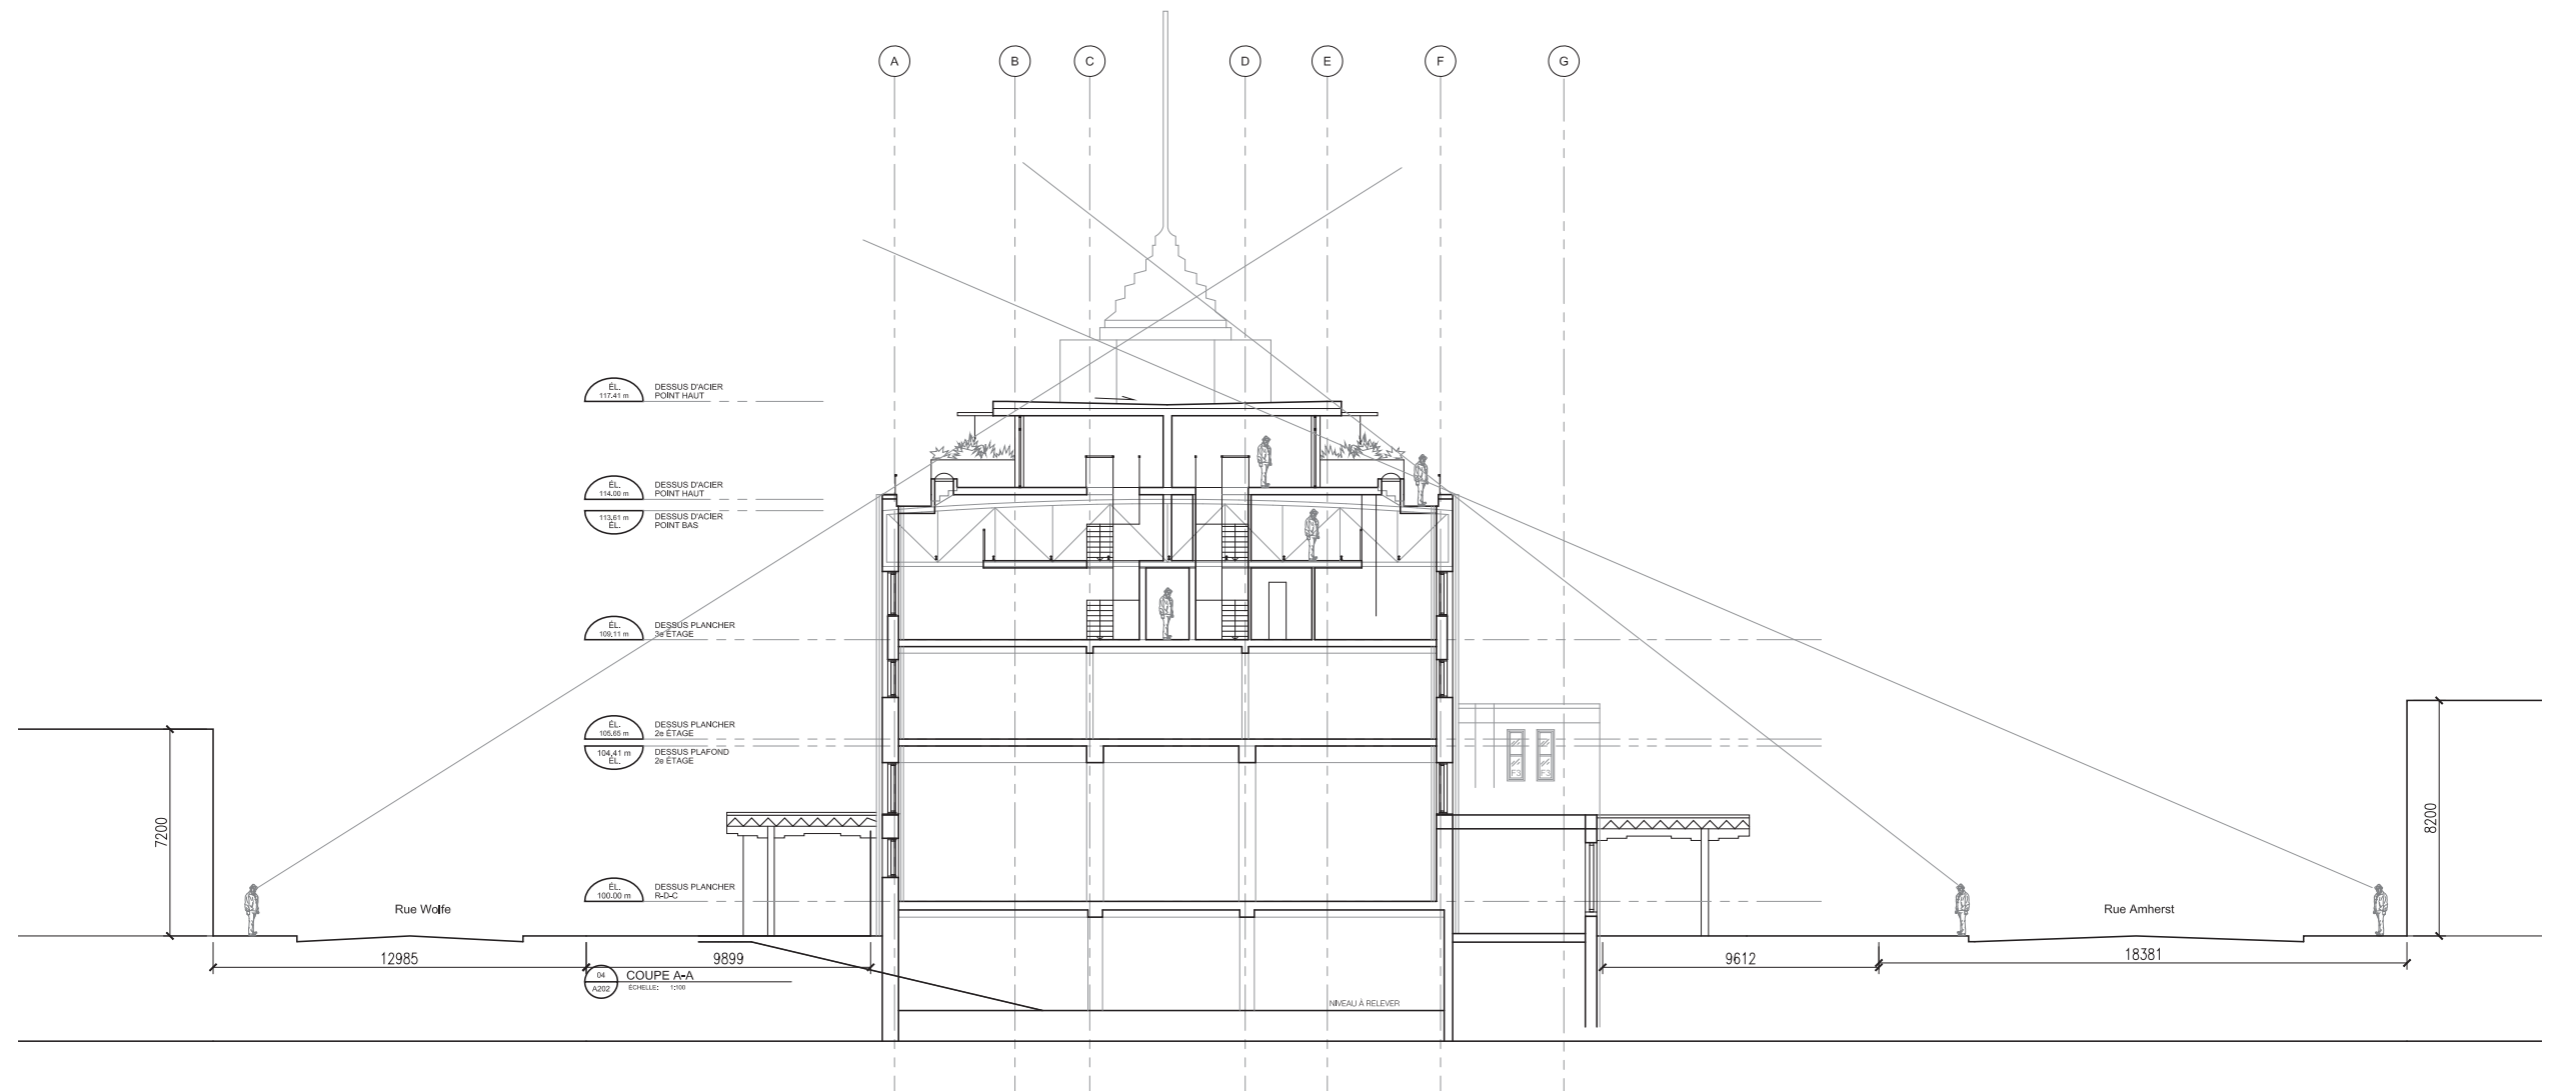 A B C D E F G
ÉL.
117.41 m
DESSUS D'ACIER
POINT HAUT
ÉL.
114.00 m
DESSUS D'ACIER
POINT HAUT
113,61 m
ÉL.
DESSUS D'ACIER
POINT BAS
ÉL.
109,11 m
DESSUS PLANCHER
3e ÉTAGE
ÉL.
105,65 m
DESSUS PLANCHER
2e ÉTAGE
104,41 m
ÉL.
DESSUS PLAFOND
2e ÉTAGE
F3 F3
7200
8200
ÉL.
100.00 m
DESSUS PLANCHER
R-D-C
Rue Wolfe
Rue Amherst
12985
9899
9612
18381
04
A202
COUPE A-A
ÉCHELLE: 1:100
NIVEAU À RELEVER